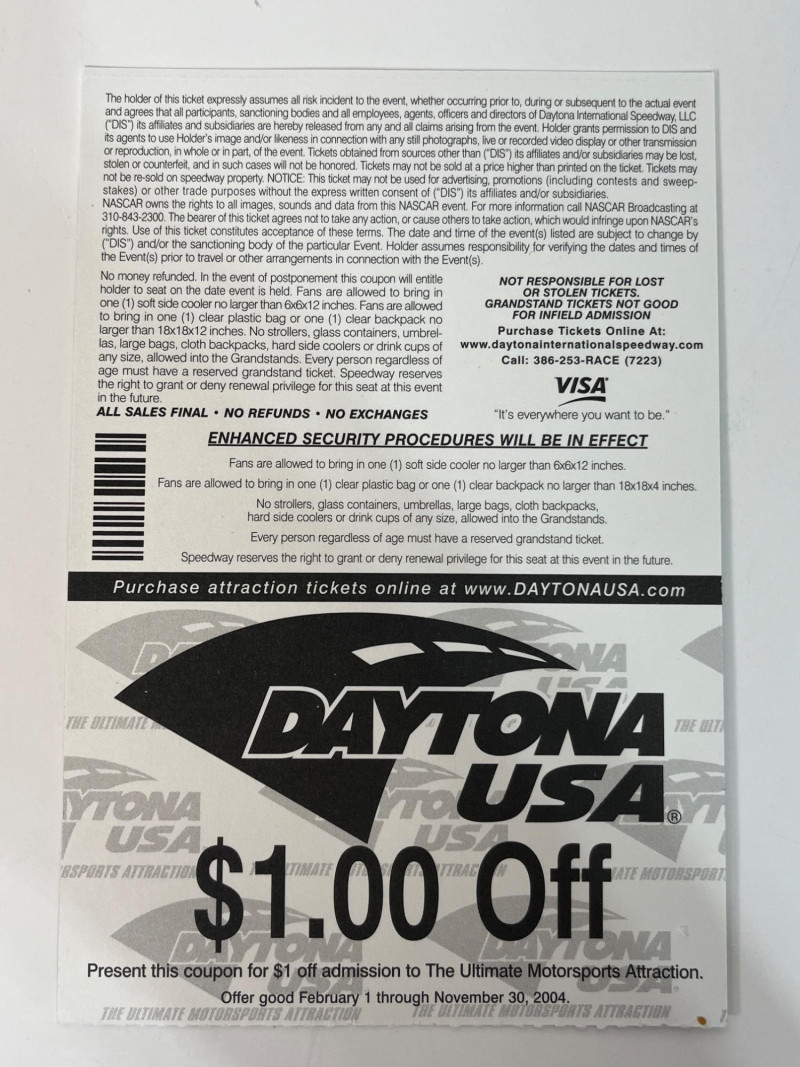 The holder of this ticket expressly assumes all risk incident to the event, whether occurring prior to, during or subsequent to the actual event
and agrees that all participants, sanctioning bodies and all employees, agents, officers and directors of Daytona International Speedway, LLC
("DIS") its affiliates and subsidiaries are hereby released from any and all claims arising from the event. Holder grants permission to DIS and
its agents to use Holder's image and/or likeness in connection with any still photographs, live or recorded video display or other transmission
or reproduction, in whole or in part, of the event. Tickets obtained from sources other than ("DIS") its affiliates and/or subsidiaries may be lost,
stolen or counterfeit, and in such cases will not be honored. Tickets may not be sold at a price higher than printed on the ticket. Tickets may
not be re-sold on speedway property. NOTICE: This ticket may not be used for advertising, promotions (including contests and sweep-
stakes) or other trade purposes without the express written consent of ("DIS") its affiliates and/or subsidiaries.
NASCAR owns the rights to all images, sounds and data from this NASCAR event. For more information call NASCAR Broadcasting at
310-843-2300. The bearer of this ticket agrees not to take any action, or cause others to take action, which would infringe upon NASCAR's
rights. Use of this ticket constitutes acceptance of these terms. The date and time of the event(s) listed are subject to change by
("DIS") and/or the sanctioning body of the particular Event. Holder assumes responsibility for verifying the dates and times of
the Event(s) prior to travel or other arrangements in connection with the Event(s).
No money refunded. In the event of postponement this coupon will entitle
holder to seat on the date event is held. Fans are allowed to bring in
one (1) soft side cooler no larger than 6x6x12 inches. Fans are allowed
to bring in one (1) clear plastic bag or one (1) clear backpack no
larger than 18x18x12 inches. No strollers, glass containers, umbrel-
las, large bags, cloth backpacks, hard side coolers or drink cups of
any size, allowed into the Grandstands. Every person regardless of
age must have a reserved grandstand ticket. Speedway reserves
the right to grant or deny renewal privilege for this seat at this event
in the future.
ALL SALES FINAL • NO REFUNDS • NO EXCHANGES
NOT RESPONSIBLE FOR LOST
OR STOLEN TICKETS.
GRANDSTAND TICKETS NOT GOOD
FOR INFIELD ADMISSION
Purchase Tickets Online At:
www.daytonainternationalspeedway.com
Call: 386-253-RACE (7223)
VISA
"It's everywhere you want to be."
ENHANCED SECURITY PROCEDURES WILL BE IN EFFECT
Fans are allowed to bring in one (1) soft side cooler no larger than 6x6x12 inches.
Fans are allowed to bring in one (1) clear plastic bag or one (1) clear backpack no larger than 18x18x4 inches.
No strollers, glass containers, umbrellas, large bags, cloth backpacks,
hard side coolers or drink cups of any size, allowed into the Grandstands.
Every person regardless of age must have a reserved grandstand ticket.
Speedway reserves the right to grant or deny renewal privilege for this seat at this event in the future.
Purchase attraction tickets online at www.DAYTONAUSA.com
DAYTONA
USA®
$1.00 Off
Present this coupon for $1 off admission to The Ultimate Motorsports Attraction.
Offer good February 1 through November 30, 2004.
THE ULTIMATE MOTORSPORTS ATTRACTION
THE ULTIMATE MOTORSPORTS ATTRACTION